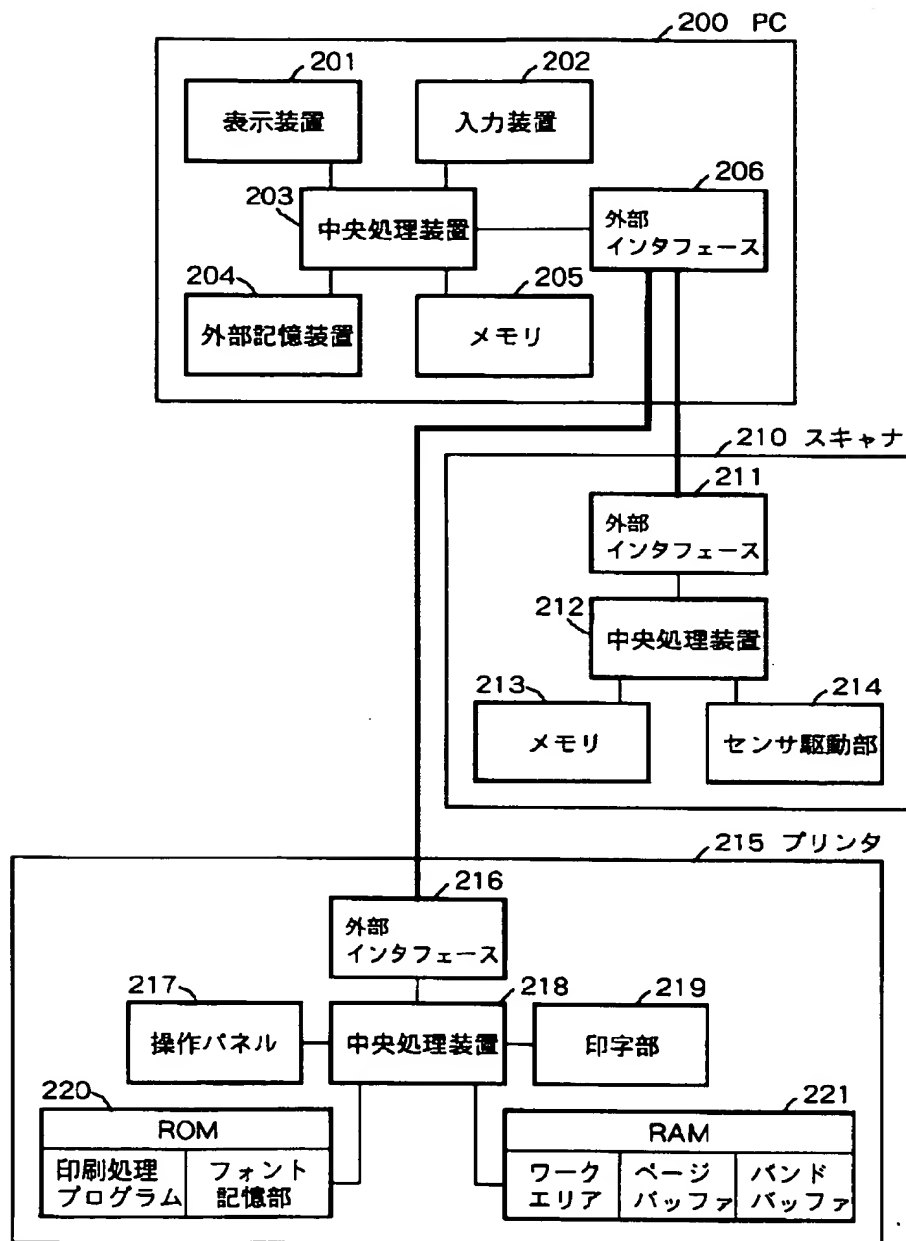 200 PC
201
202
表示装置
入力装置
203
206
中央処理装置
外部
インタフェース
204
205
外部記憶装置
メモリ
210 スキャナ
211
外部
インタフェース
212
中央処理装置
213
214
メモリ
センサ駆動部
215 プリンタ
216
外部
インタフェース
217
218
219
操作パネル
中央処理装置
印字部
220
221
ROM
RAM
印刷処理
プログラム
フォント
記憶部
ワーク
エリア
ページ
バッファ
バンド
バッファ